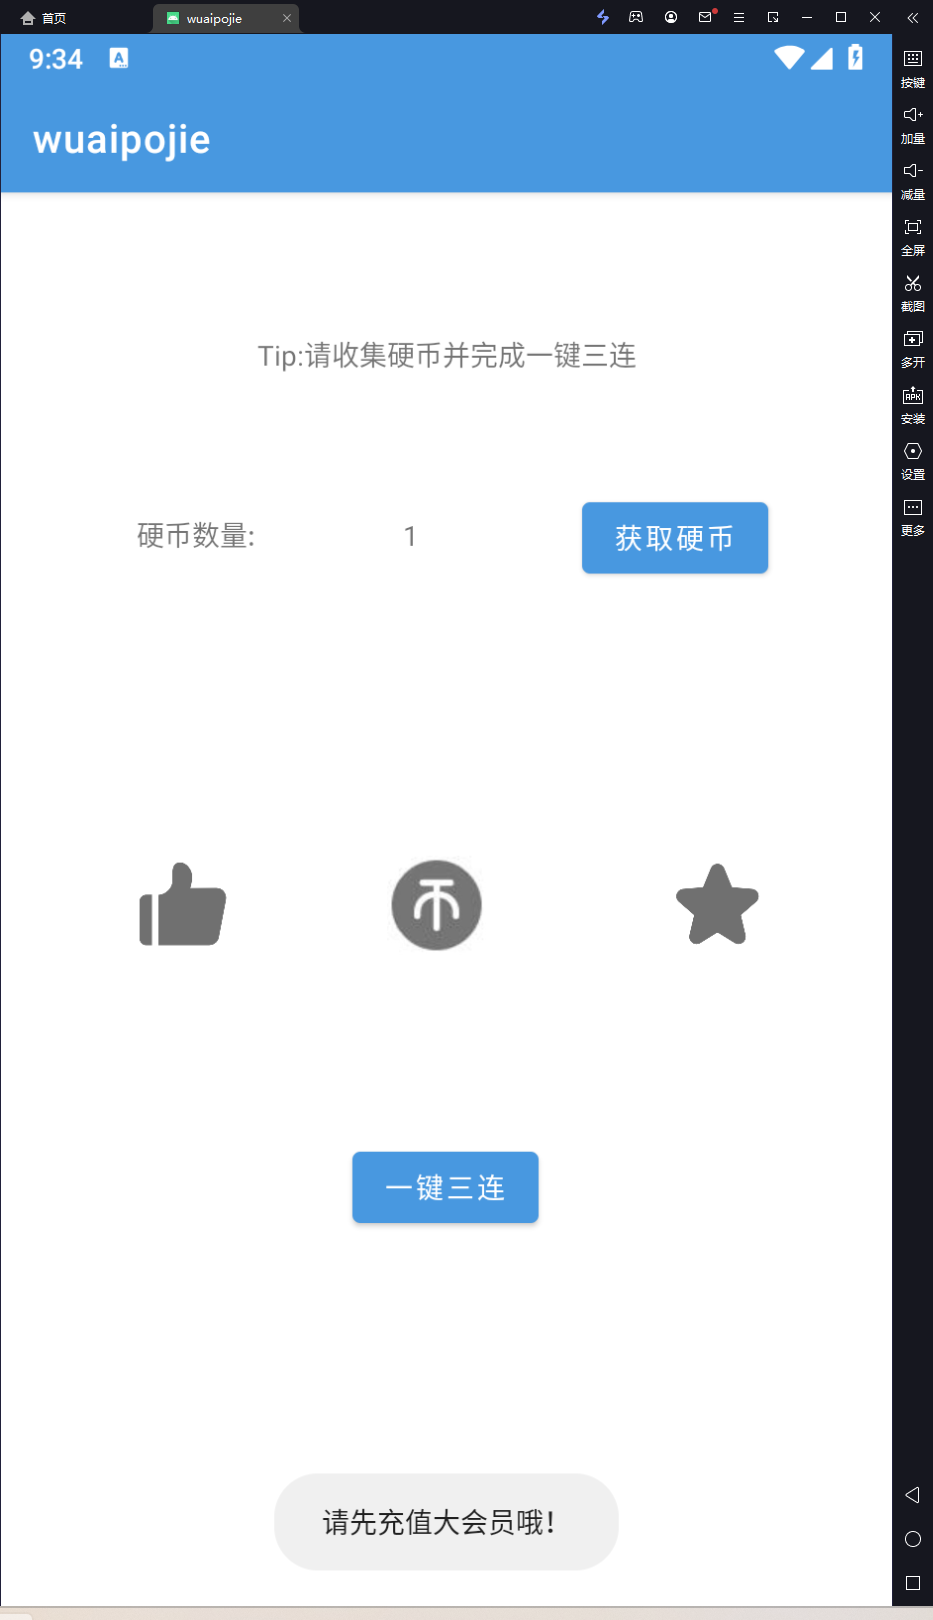 首页
wuaipojie
9:34
A
wuaipojie
Tip:请收集硬币并完成一键三连
硬币数量:
1
获取硬币
一键三连
请先充值大会员哦！
按键
加量
减量
全屏
截图
多开
APK
安装
设置
更多